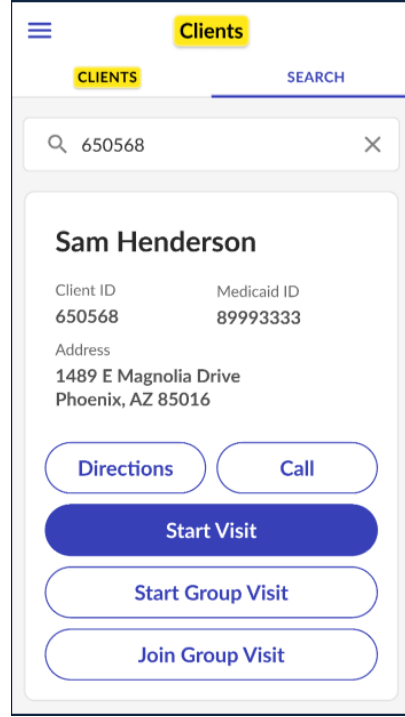 Clients
CLIENTS SEARCH
650568
Sam Henderson
Client ID Medicaid ID
650568 89993333
Address
1489 E Magnolia Drive
Phoenix, AZ 85016
Directions Call
Start Visit
Start Group Visit
Join Group Visit